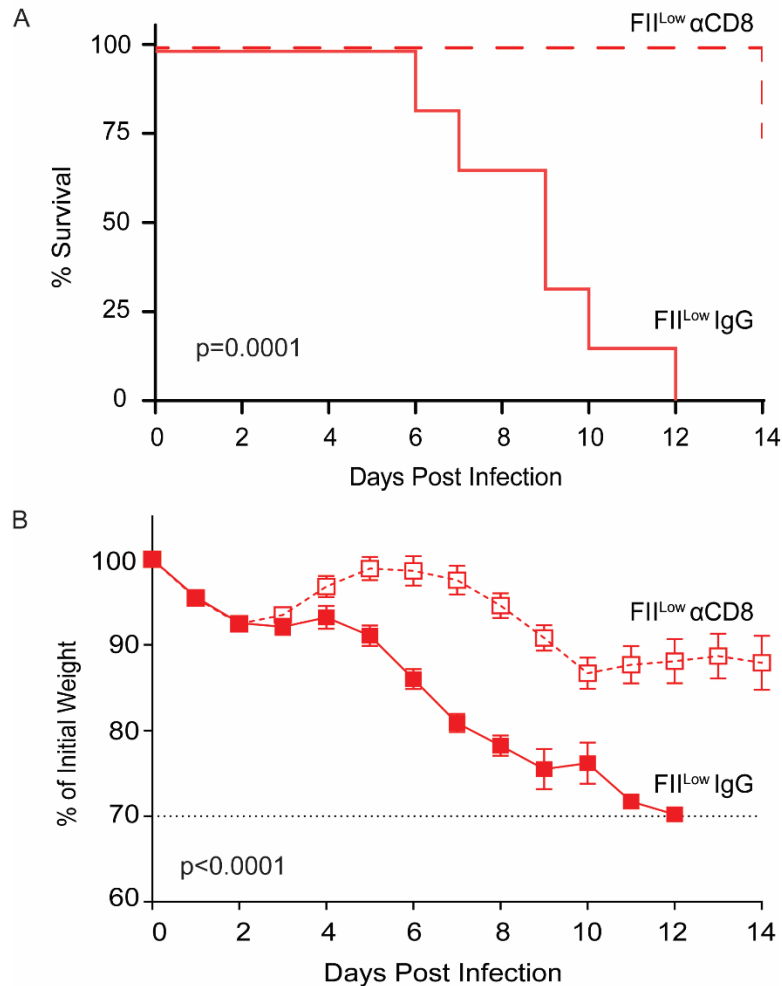 A
FII^Low αCD8
100
75
50
25
0
% Survival
FII^Low IgG
p=0.0001
0 2 4 6 8 10 12 14
Days Post Infection
B
100
90
80
70
60
% of Initial Weight
FII^Low αCD8
FII^Low IgG
p<0.0001
0 2 4 6 8 10 12 14
Days Post Infection